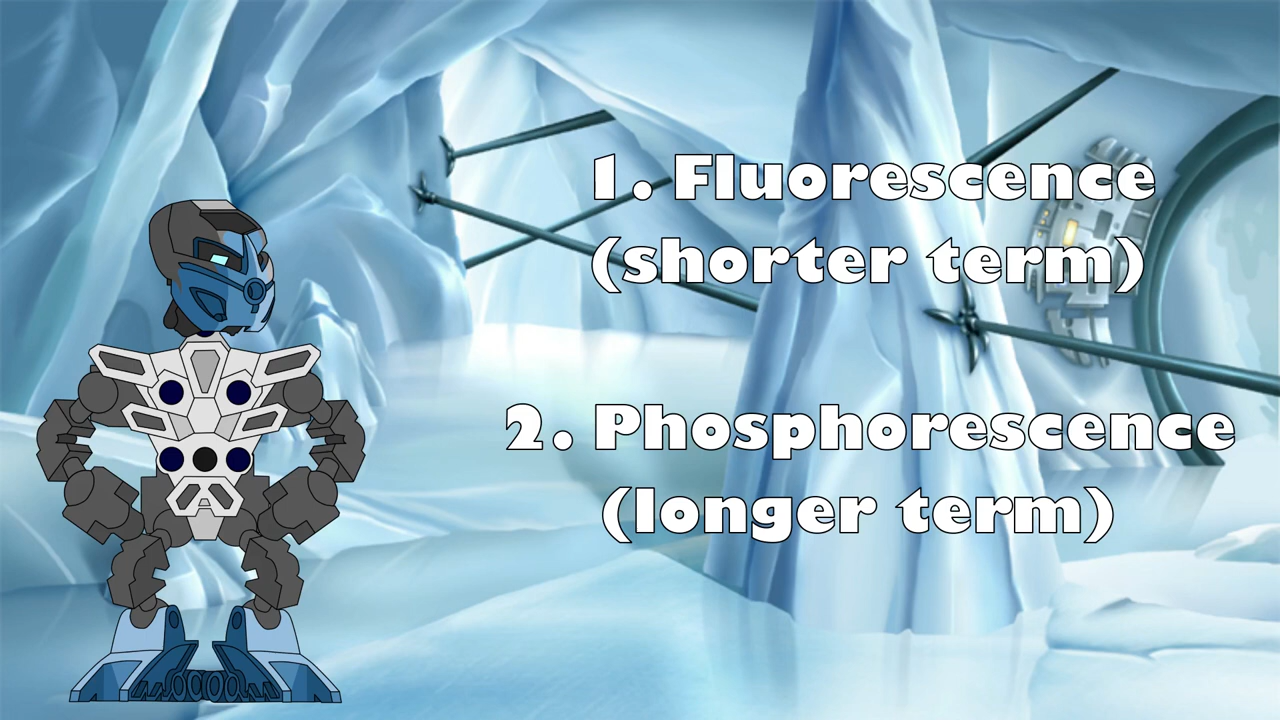 1. Fluorescence
(shorter term)
2. Phosphorescence
(longer term)